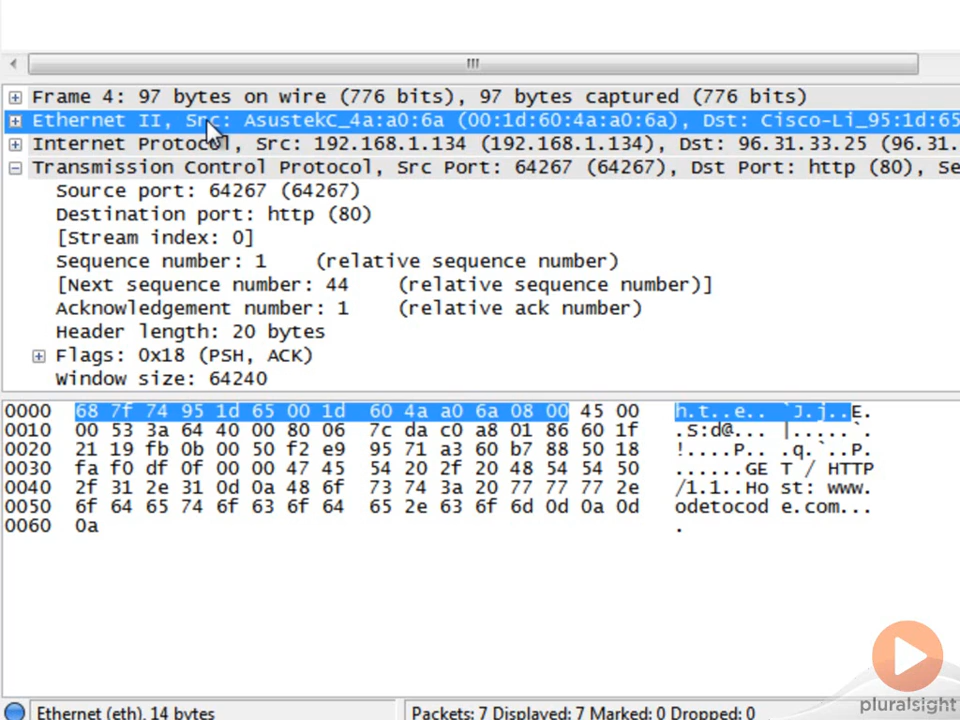 Frame 4: 97 bytes on wire (776 bits), 97 bytes captured (776 bits)
Ethernet II, Src: AsustekC_4a:a0:6a (00:1d:60:4a:a0:6a), Dst: Cisco-Li_95:1d:65
Internet Protocol, Src: 192.168.1.134 (192.168.1.134), Dst: 96.31.33.25 (96.31.
Transmission Control Protocol, Src Port: 64267 (64267), Dst Port: http (80), Se
Source port: 64267 (64267)
Destination port: http (80)
[Stream index: 0]
Sequence number: 1 (relative sequence number)
[Next sequence number: 44 (relative sequence number)]
Acknowledgement number: 1 (relative ack number)
Header length: 20 bytes
Flags: 0x18 (PSH, ACK)
Window size: 64240
0000 68 7f 74 95 1d 65 00 1d 60 4a a0 6a 08 00 45 00 h.t..e.. `J.j..E.
0010 00 53 3a 64 40 00 80 06 7c da c0 a8 01 86 60 1f .S:d@... |.....`.
0020 21 19 fb 0b 00 50 f2 e9 95 71 a3 60 b7 88 50 18 !....P.. .q.`..P.
0030 fa f0 df 0f 00 00 47 45 54 20 2f 20 48 54 54 50 ......GE T / HTTP
0040 2f 31 2e 31 0d 0a 48 6f 73 74 3a 20 77 77 77 2e /1.1..Ho st: www.
0050 6f 64 65 74 6f 63 6f 64 65 2e 63 6f 6d 0d 0a 0d odetocod e.com...
0060 0a .
Ethernet (eth), 14 bytes Packets: 7 Displayed: 7 Marked: 0 Dropped: 0
pluralsight